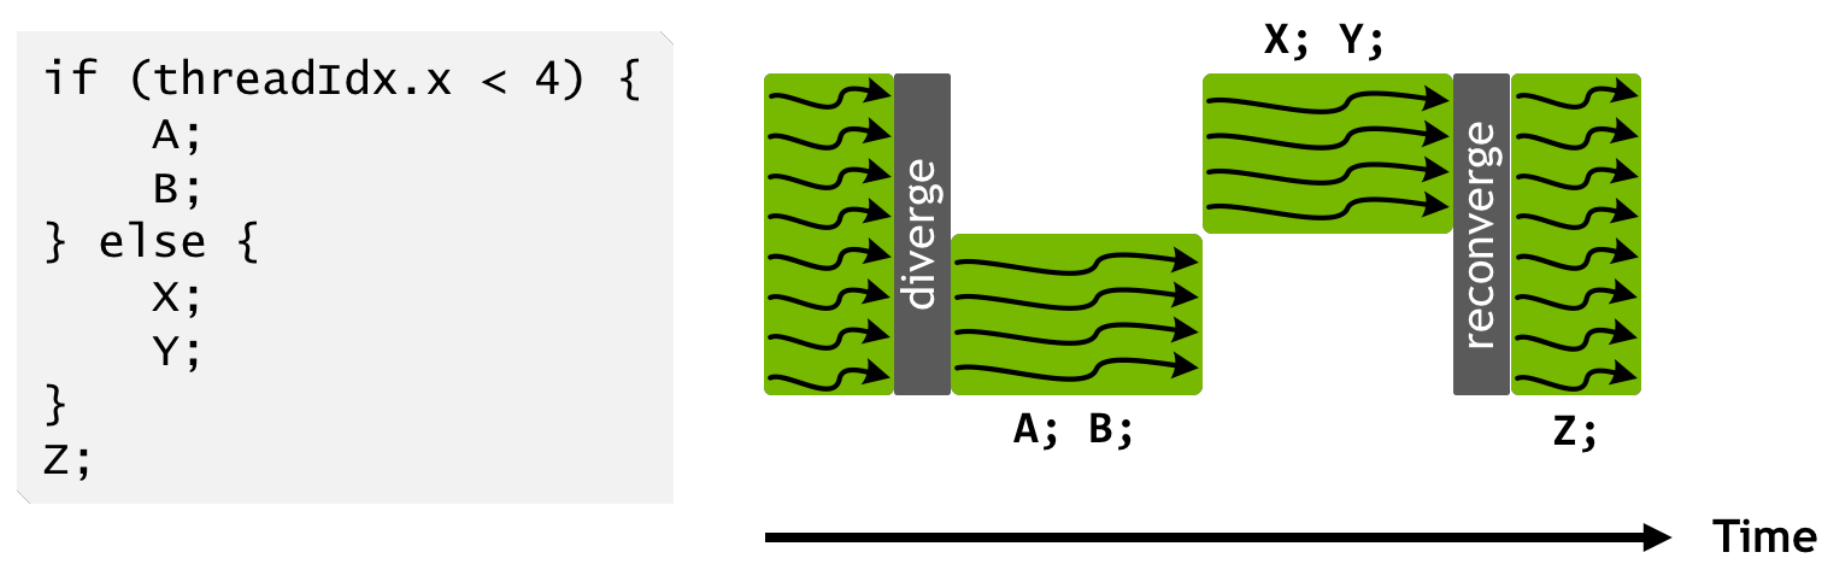 if (threadIdx.x < 4) {
    A;
    B;
} else {
    X;
    Y;
}
Z;
diverge
A; B;
X; Y;
reconverge
Z;
Time